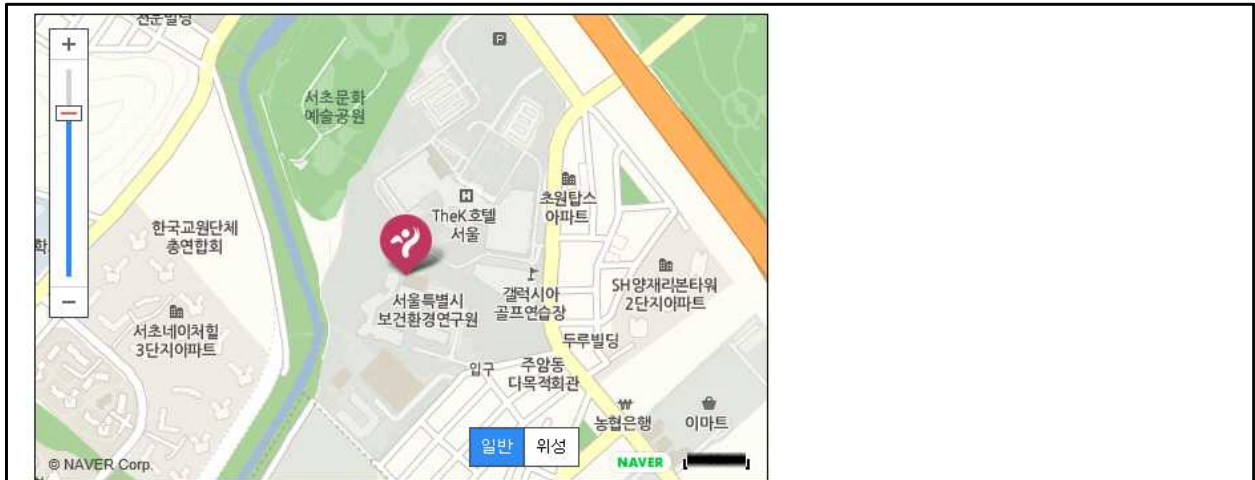 전문빌딩
P
서초문화
예술공원
초원탑스
아파트
H
TheK호텔
서울
한국교원단체
총연합회
학
SH양재리본타워
2단지아파트
갤럭시아
골프연습장
서울특별시
보건환경연구원
서초네이처힐
3단지아파트
두루빌딩
입구
주암동
다목적회관
₩
농협은행
이마트
일반
위성
© NAVER Corp.
NAVER